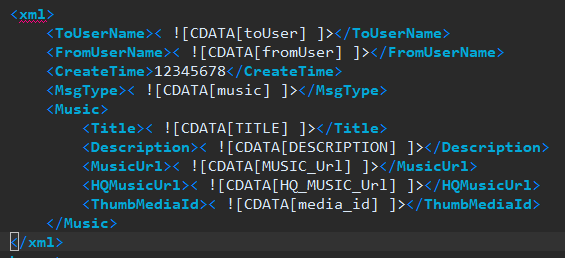 <xml>
<ToUserName>< ![CDATA[toUser] ]></ToUserName>
<FromUserName>< ![CDATA[fromUser] ]></FromUserName>
<CreateTime>12345678</CreateTime>
<MsgType>< ![CDATA[music] ]></MsgType>
<Music>
<Title>< ![CDATA[TITLE] ]></Title>
<Description>< ![CDATA[DESCRIPTION] ]></Description>
<MusicUrl>< ![CDATA[MUSIC_Url] ]></MusicUrl>
<HQMusicUrl>< ![CDATA[HQ_MUSIC_Url] ]></HQMusicUrl>
<ThumbMediaId>< ![CDATA[media_id] ]></ThumbMediaId>
</Music>
</xml>